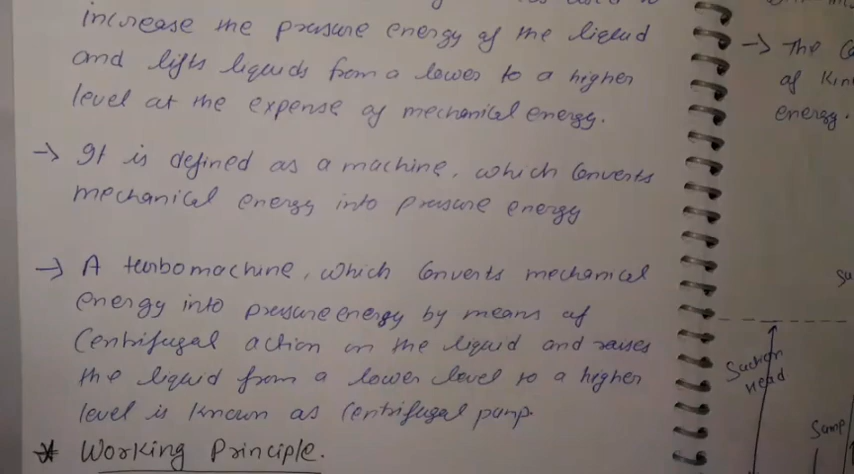 increase the pressure energy of the liquid
and lifts liquids from a lower to a higher
level at the expense of mechanical energy.
→ It is defined as a machine, which converts
mechanical energy into pressure energy
→ A turbomachine, which converts mechanical
energy into pressure energy by means of
Centrifugal action on the liquid and raises
the liquid from a lower level to a higher
level is known as Centrifugal pump.
* Working Principle.
→ The
of
energy.
Suction
Head
Sump